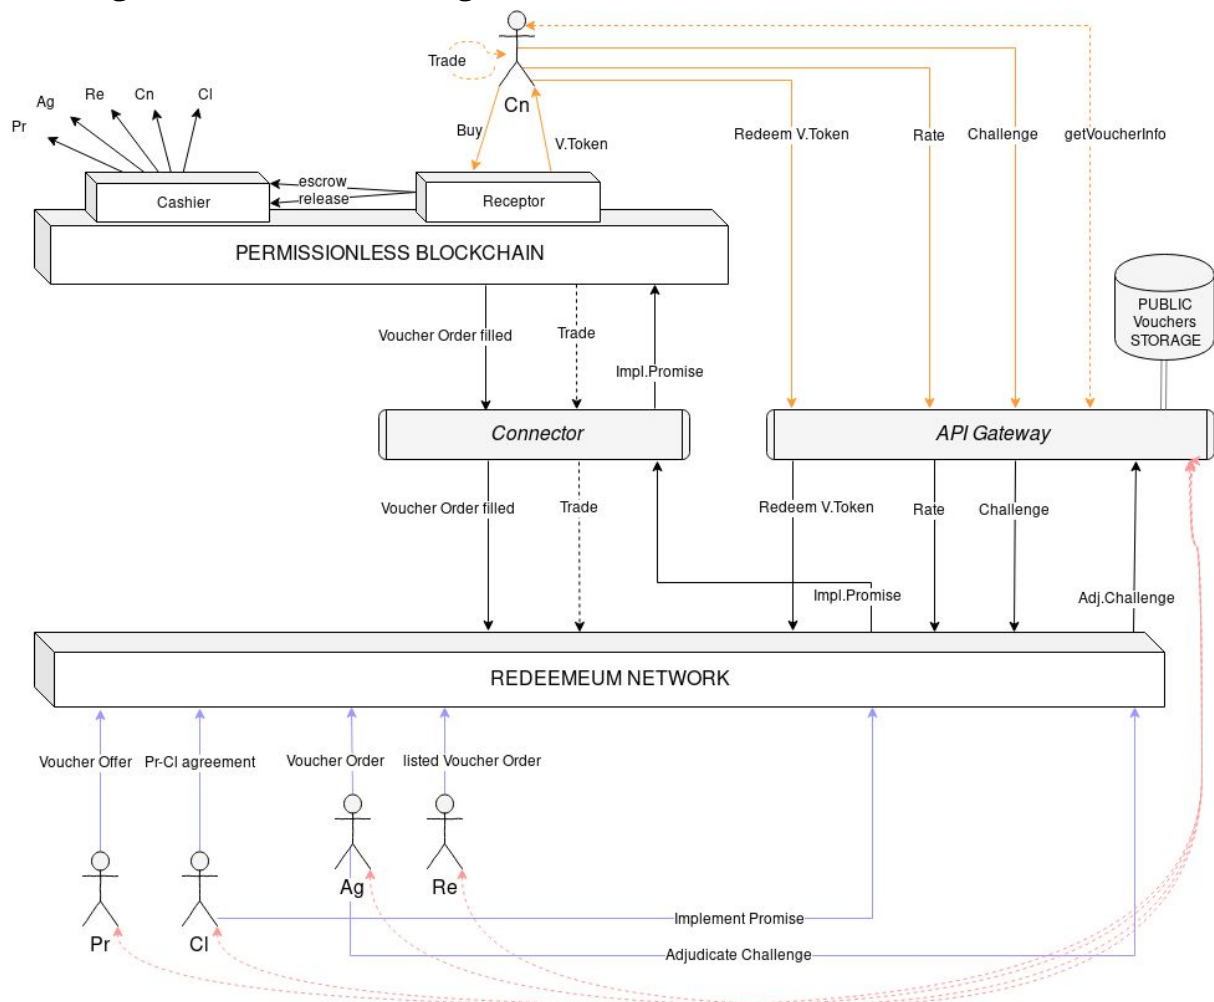 Trade
Cn
Cl
Cn
Re
Ag
Pr
Buy
V.Token
Redeem V.Token
Rate
Challenge
getVoucherInfo
escrow
release
Cashier
Receptor
PERMISSIONLESS BLOCKCHAIN
PUBLIC
Vouchers
STORAGE
Voucher Order filled
Trade
Impl.Promise
Connector
API Gateway
Voucher Order filled
Trade
Redeem V.Token
Rate
Challenge
Impl.Promise
Adj.Challenge
REDEEMEUM NETWORK
Voucher Offer
Pr-Cl agreement
Voucher Order
listed Voucher Order
Ag
Re
Implement Promise
Pr
Cl
Adjudicate Challenge